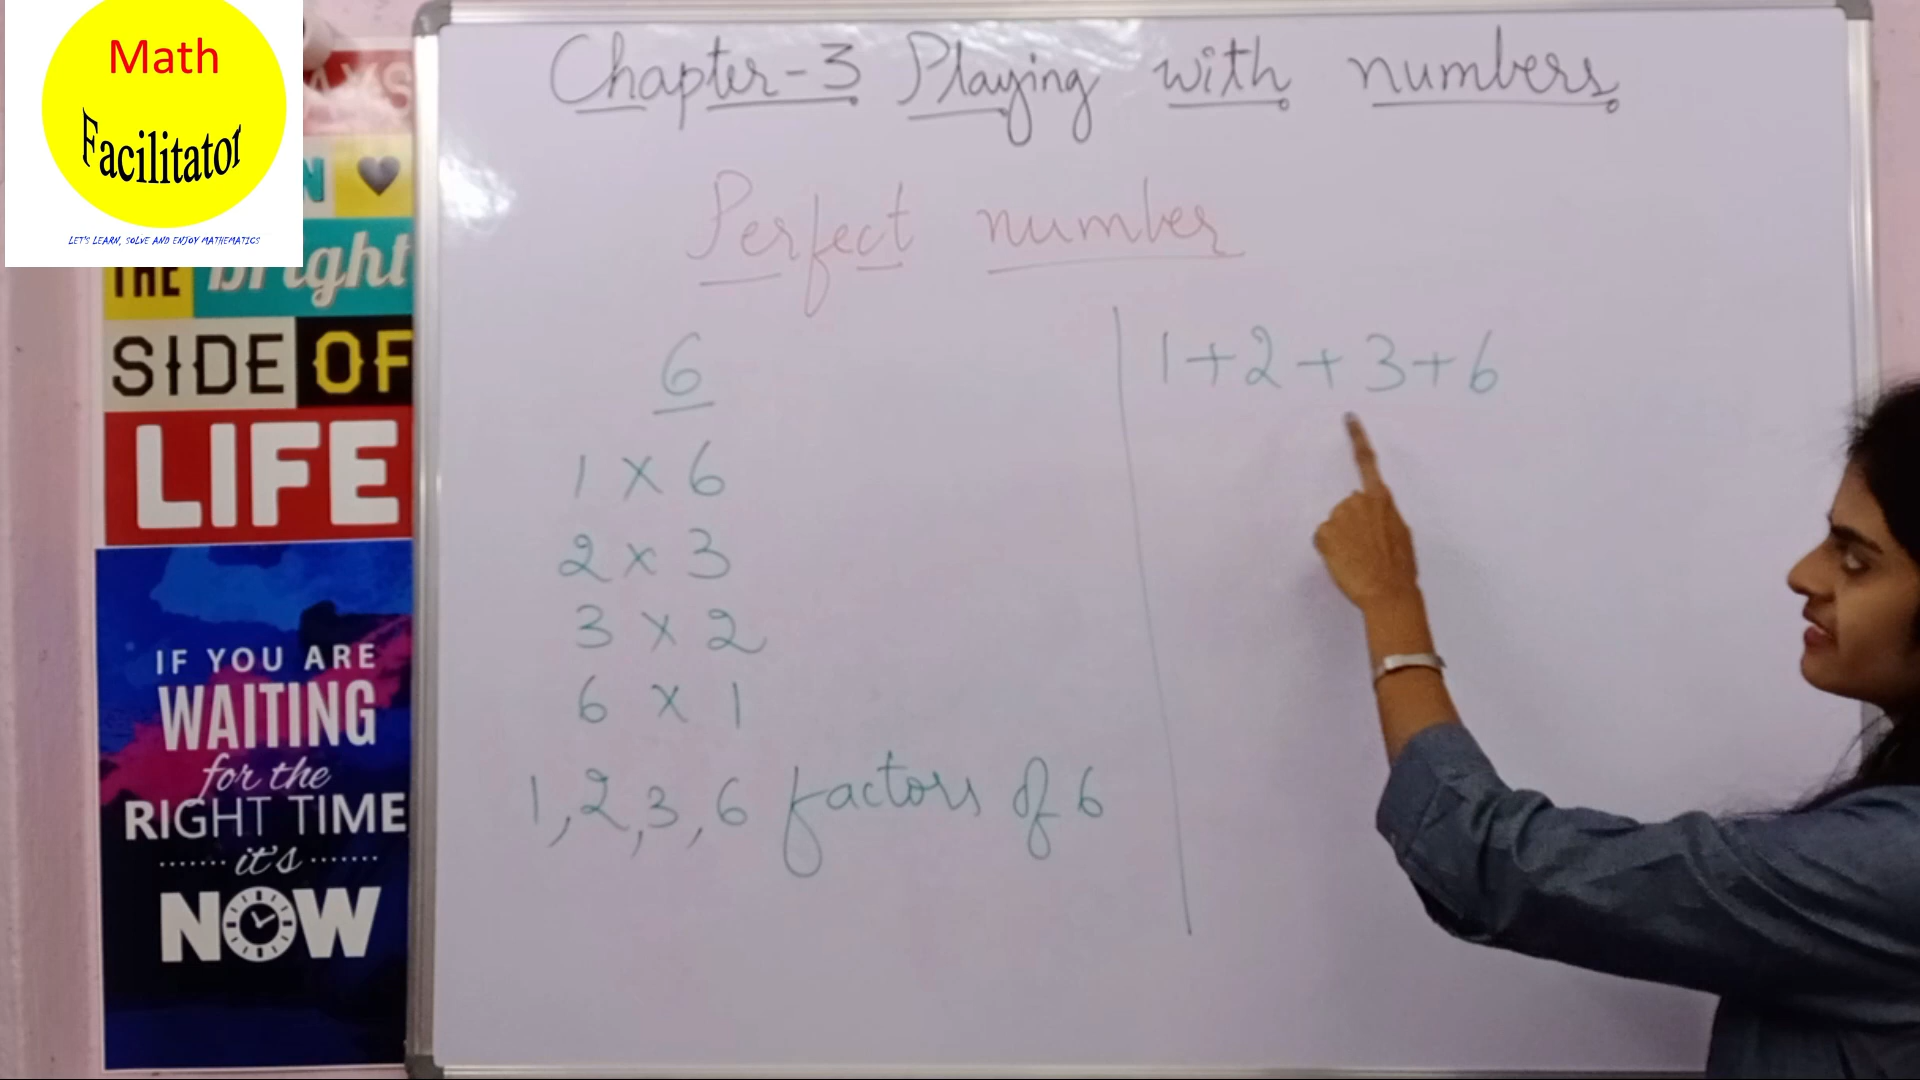 Math
Facilitator
LET'S LEARN, SOLVE AND ENJOY MATHEMATICS
THE bright
SIDE OF
LIFE
IF YOU ARE
WAITING
for the
RIGHT TIME
it's
NOW
Chapter-3 Playing with numbers
Perfect number
6
1 x 6
2 x 3
3 x 2
6 x 1
1,2,3,6 factors of 6
1+2+3+6